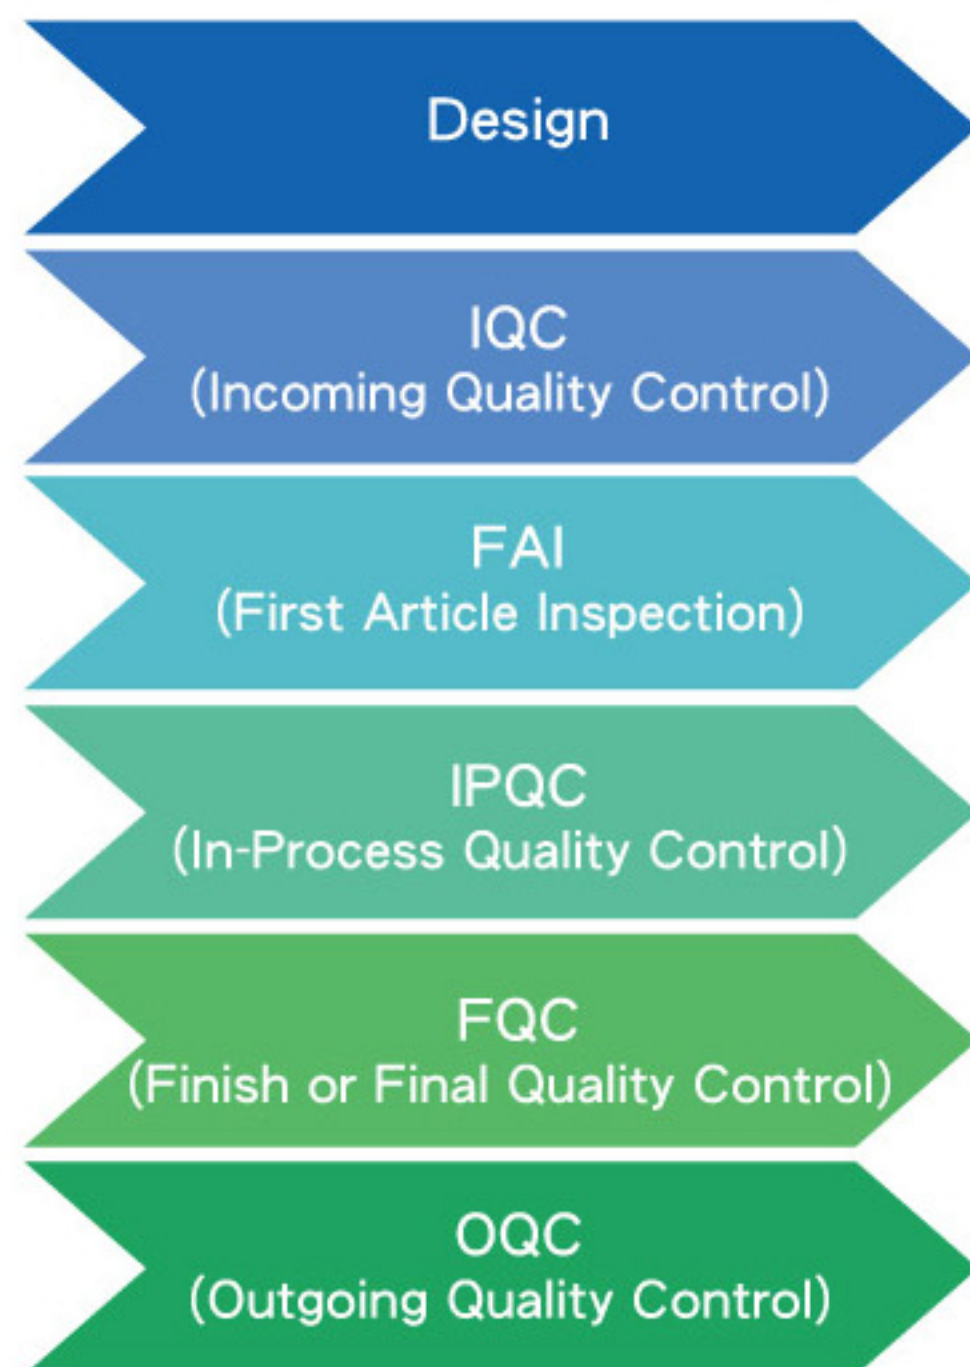 Design
IQC
(Incoming Quality Control)
FAI
(First Article Inspection)
IPQC
(In-Process Quality Control)
FQC
(Finish or Final Quality Control)
OQC
(Outgoing Quality Control)